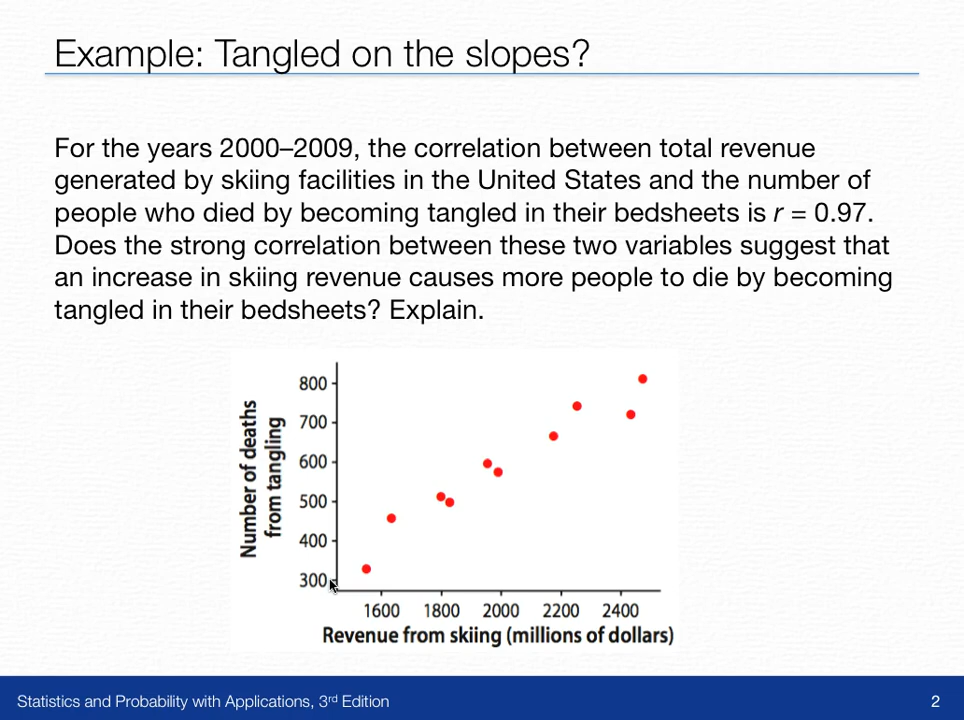 Example: Tangled on the slopes?
For the years 2000–2009, the correlation between total revenue
generated by skiing facilities in the United States and the number of
people who died by becoming tangled in their bedsheets is r = 0.97.
Does the strong correlation between these two variables suggest that
an increase in skiing revenue causes more people to die by becoming
tangled in their bedsheets? Explain.
Number of deaths
from tangling
800
700
600
500
400
300
1600 1800 2000 2200 2400
Revenue from skiing (millions of dollars)
Statistics and Probability with Applications, 3rd Edition 2